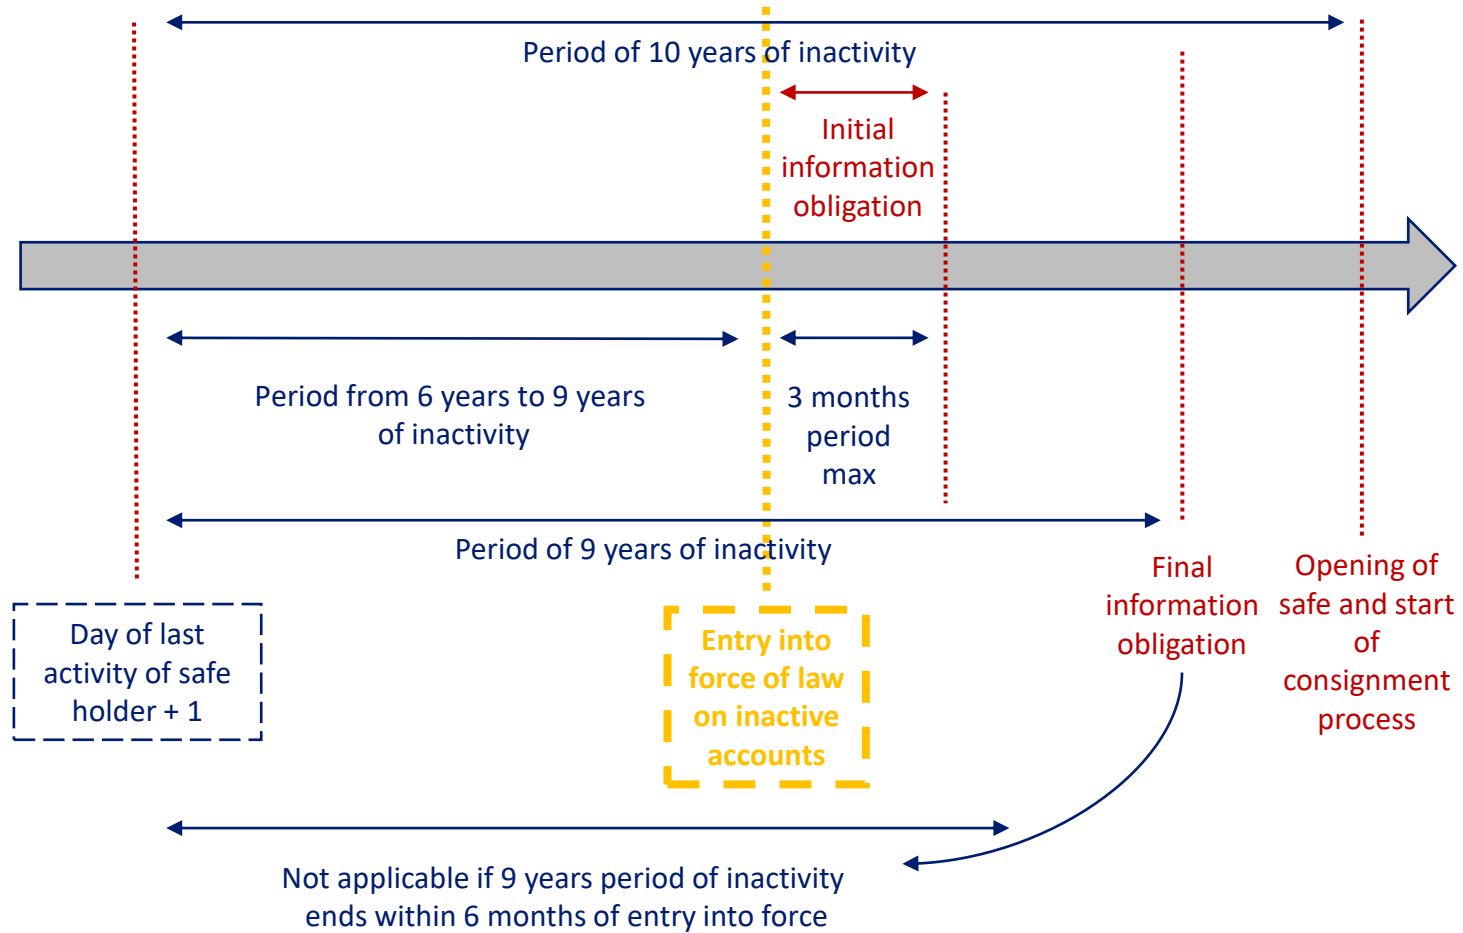 Period of 10 years of inactivity
Initial
information
obligation
Period from 6 years to 9 years
of inactivity
3 months
period
max
Period of 9 years of inactivity
Day of last
activity of safe
holder + 1
Entry into
force of law
on inactive
accounts
Final
information
obligation
Opening of
safe and start
of
consignment
process
Not applicable if 9 years period of inactivity
ends within 6 months of entry into force